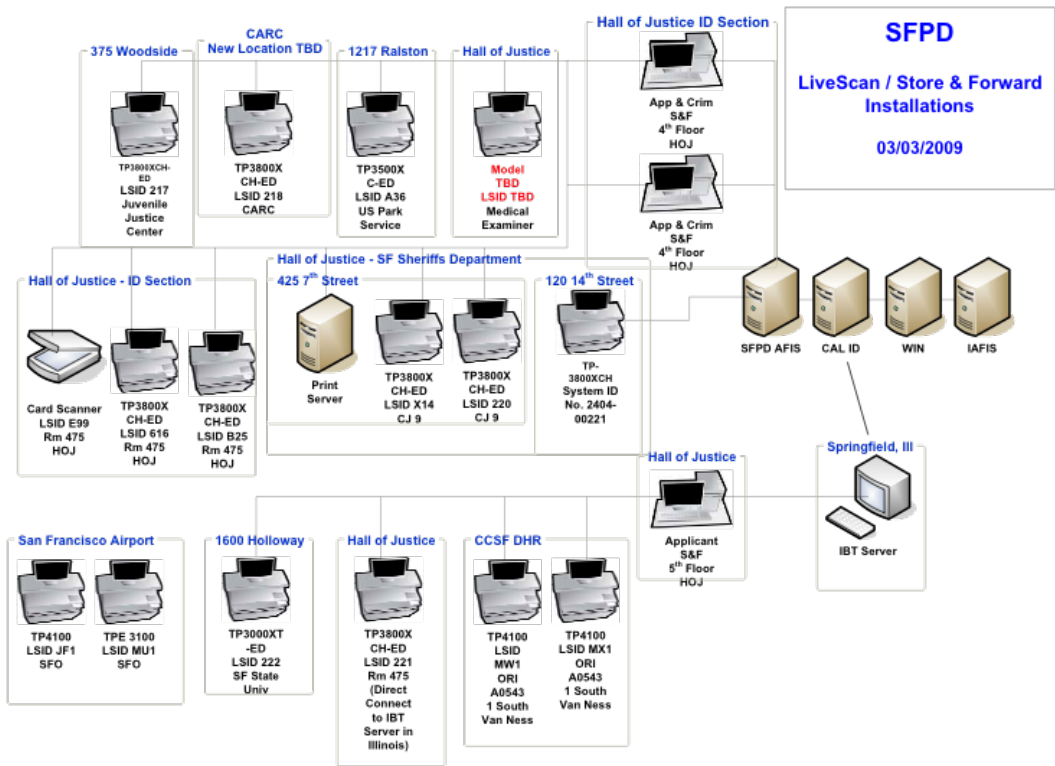 SFPD
LiveScan / Store & Forward
Installations
03/03/2009
375 Woodside
TP3800XCH-
ED
LSID 217
Juvenile
Justice
Center
CARC
New Location TBD
TP3800X
CH-ED
LSID 218
CARC
1217 Ralston
TP3500X
C-ED
LSID A36
US Park
Service
Hall of Justice
Model
TBD
LSID TBD
Medical
Examiner
Hall of Justice ID Section
App & Crim
S&F
4th Floor
HOJ
App & Crim
S&F
4th Floor
HOJ
Hall of Justice - ID Section
Card Scanner
LSID E99
Rm 475
HOJ
TP3800X
CH-ED
LSID 616
Rm 475
HOJ
TP3800X
CH-ED
LSID B25
Rm 475
HOJ
Hall of Justice - SF Sheriffs Department
425 7th Street
Print
Server
TP3800X
CH-ED
LSID X14
CJ 9
TP3800X
CH-ED
LSID 220
CJ 9
120 14th Street
TP-
3800XCH
System ID
No. 2404-
00221
SFPD AFIS
CAL ID
WIN
IAFIS
Hall of Justice
Applicant
S&F
5th Floor
HOJ
Springfield, Ill
IBT Server
San Francisco Airport
TP4100
LSID JF1
SFO
TPE 3100
LSID MU1
SFO
1600 Holloway
TP3000XT
-ED
LSID 222
SF State
Univ
Hall of Justice
TP3800X
CH-ED
LSID 221
Rm 475
(Direct
Connect
to IBT
Server in
Illinois)
CCSF DHR
TP4100
LSID
MW1
ORI
A0543
1 South
Van Ness
TP4100
LSID MX1
ORI
A0543
1 South
Van Ness